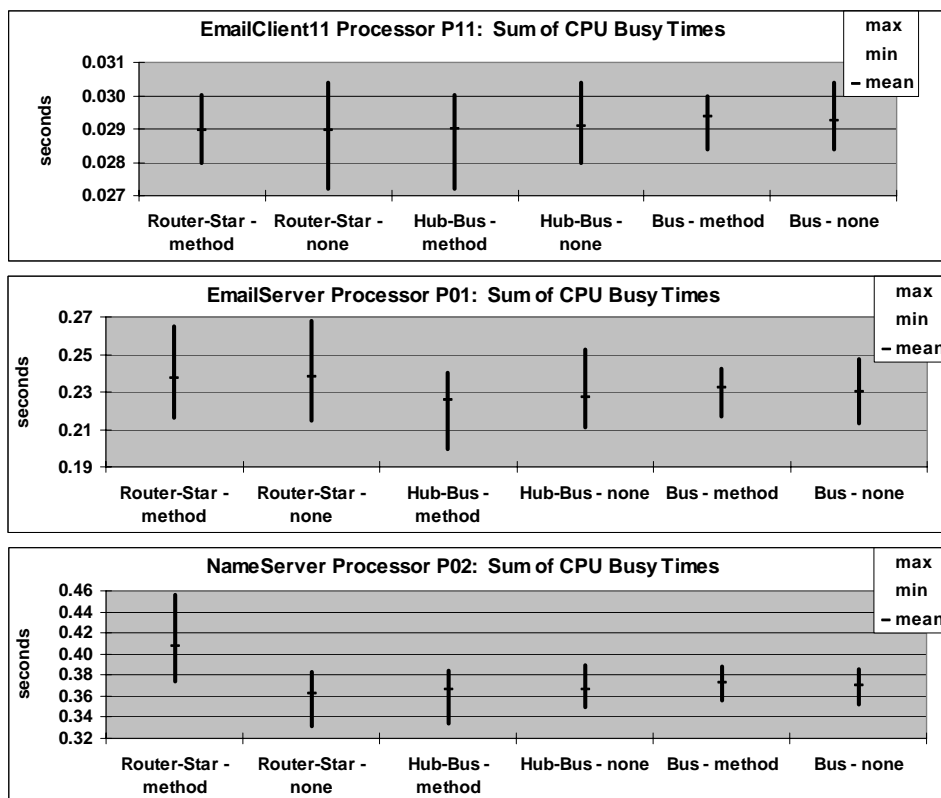 EmailClient11 Processor P11: Sum of CPU Busy Times
max
min
mean
seconds
0.031
0.030
0.029
0.028
0.027
Router-Star - method
Router-Star - none
Hub-Bus - method
Hub-Bus - none
Bus - method
Bus - none
EmailServer Processor P01: Sum of CPU Busy Times
max
min
mean
seconds
0.27
0.25
0.23
0.21
0.19
Router-Star - method
Router-Star - none
Hub-Bus - method
Hub-Bus - none
Bus - method
Bus - none
NameServer Processor P02: Sum of CPU Busy Times
max
min
mean
seconds
0.46
0.44
0.42
0.40
0.38
0.36
0.34
0.32
Router-Star - method
Router-Star - none
Hub-Bus - method
Hub-Bus - none
Bus - method
Bus - none